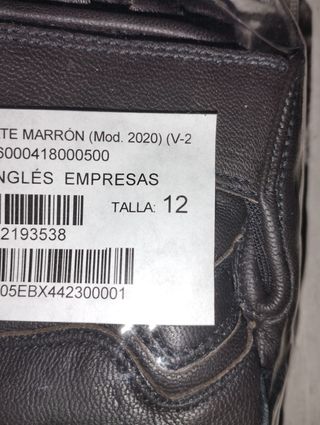 TE MARRÓN (Mod. 2020) (V-2
6000418000500
NGLÉS EMPRESAS
TALLA: 12
2193538
05EBX442300001